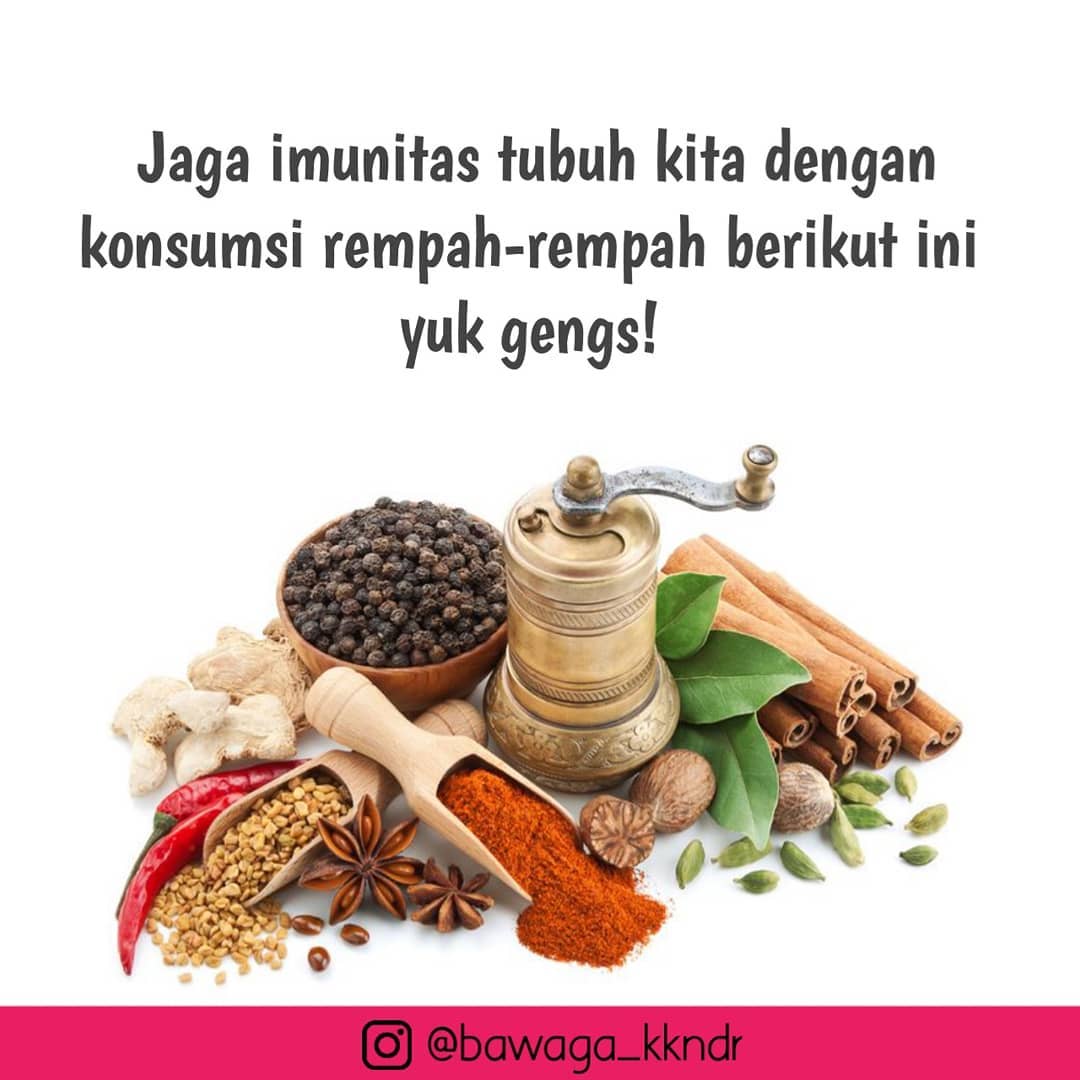 Jaga imunitas tubuh kita dengan
konsumsi rempah-rempah berikut ini
yuk gengs!
@bawaga_kkndr